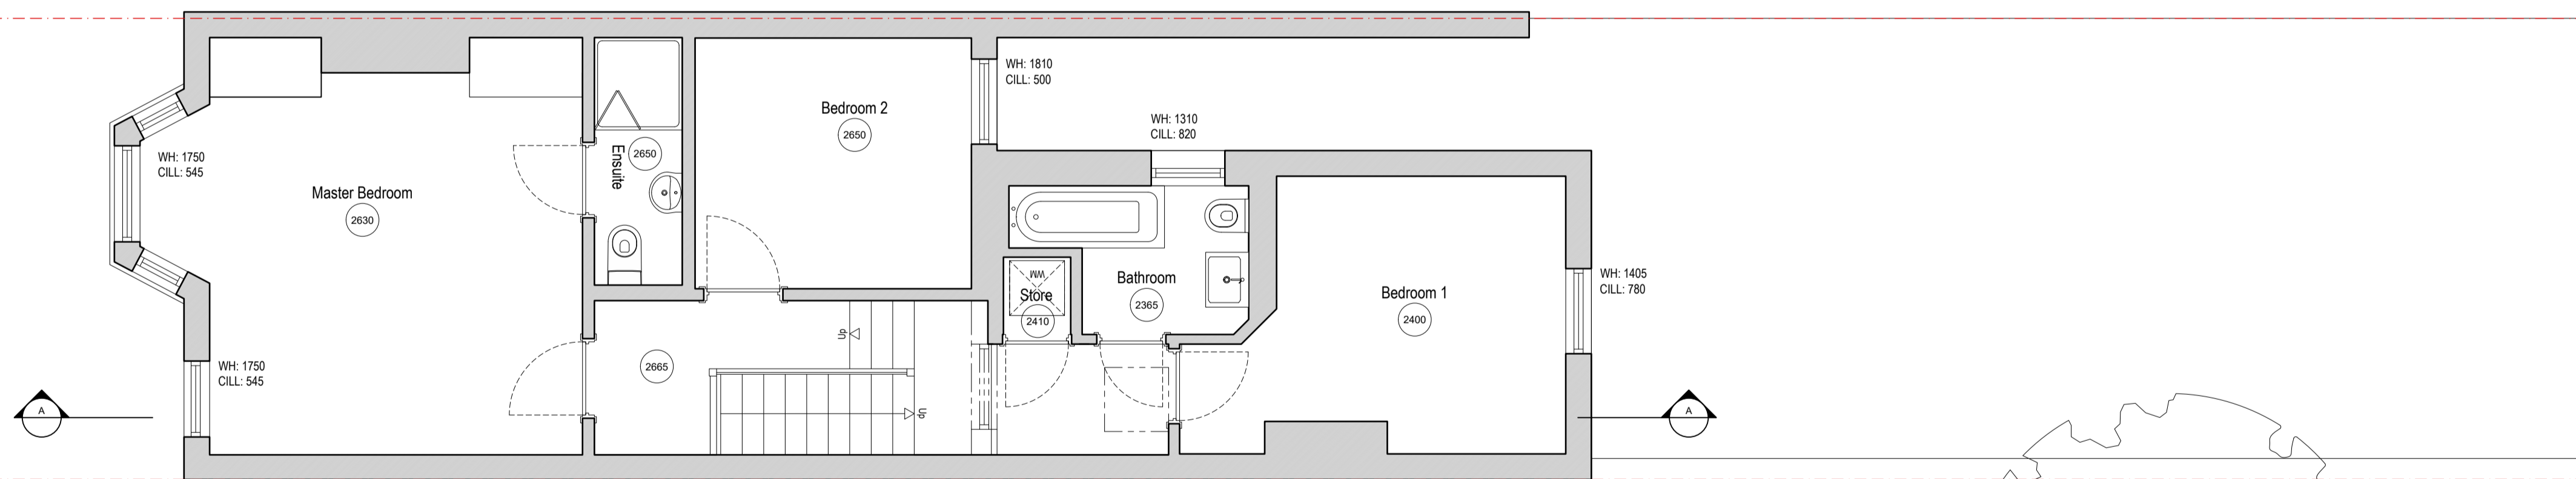 WH: 1750
CILL: 545
Master Bedroom
2630
WH: 1750
CILL: 545
A
Ensuite
2650
Bedroom 2
2650
WH: 1810
CILL: 500
WH: 1310
CILL: 820
2665
Up
Up
WM
Store
2410
Bathroom
2365
Bedroom 1
2400
WH: 1405
CILL: 780
A